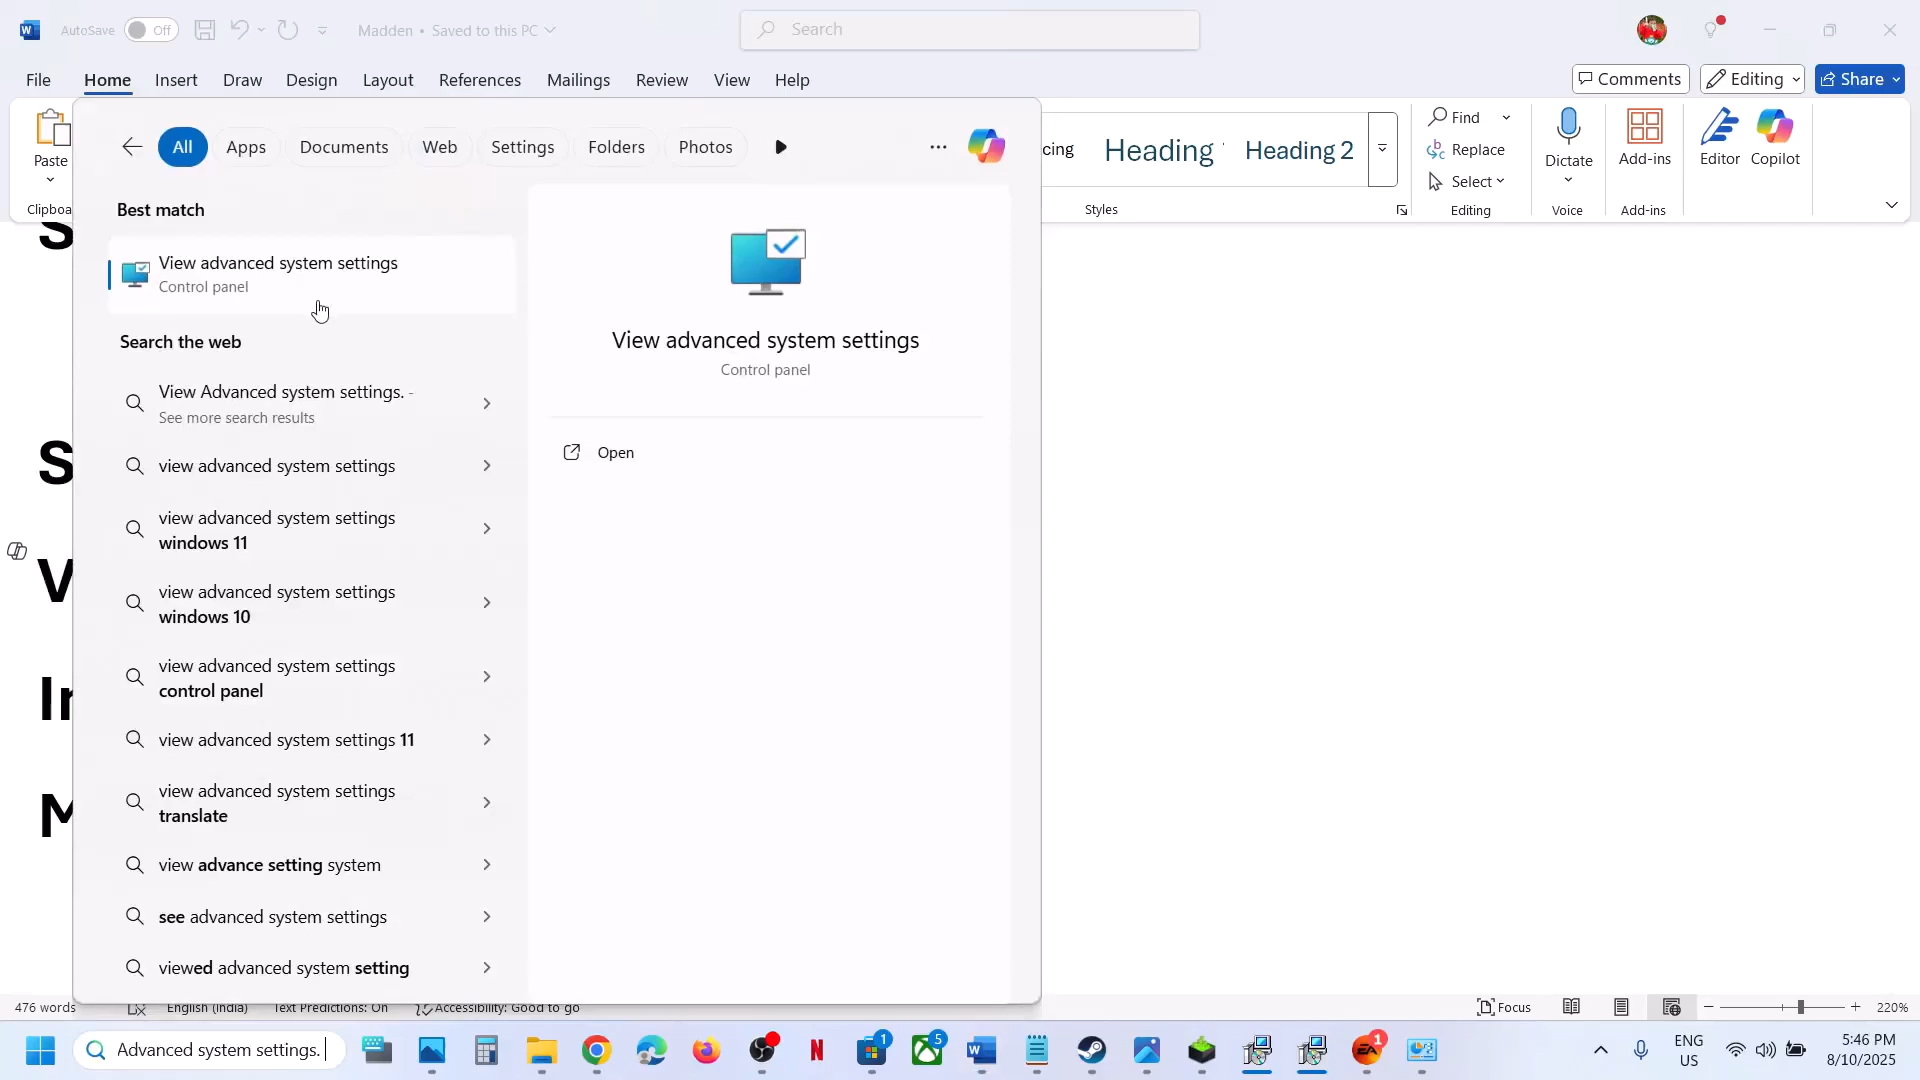 AutoSave
Off
Madden • Saved to this PC
Search
File
Home
Insert
Draw
Design
Layout
References
Mailings
Review
View
Help
Comments
Editing
Share
Paste
All
Apps
Documents
Web
Settings
Folders
Photos
Heading
Heading 2
Find
Replace
Select
Dictate
Add-ins
Editor
Copilot
Styles
Editing
Voice
Add-ins
Best match
View advanced system settings
Control panel
Search the web
View Advanced system settings. -
See more search results
view advanced system settings
view advanced system settings
windows 11
view advanced system settings
windows 10
view advanced system settings
control panel
view advanced system settings 11
view advanced system settings
translate
view advance setting system
see advanced system settings
viewed advanced system setting
View advanced system settings
Control panel
Open
476 words
English (India)
Text Predictions: On
Accessibility: Good to go
Focus
220%
Advanced system settings.
1
5
1
ENG
US
5:46 PM
8/10/2025